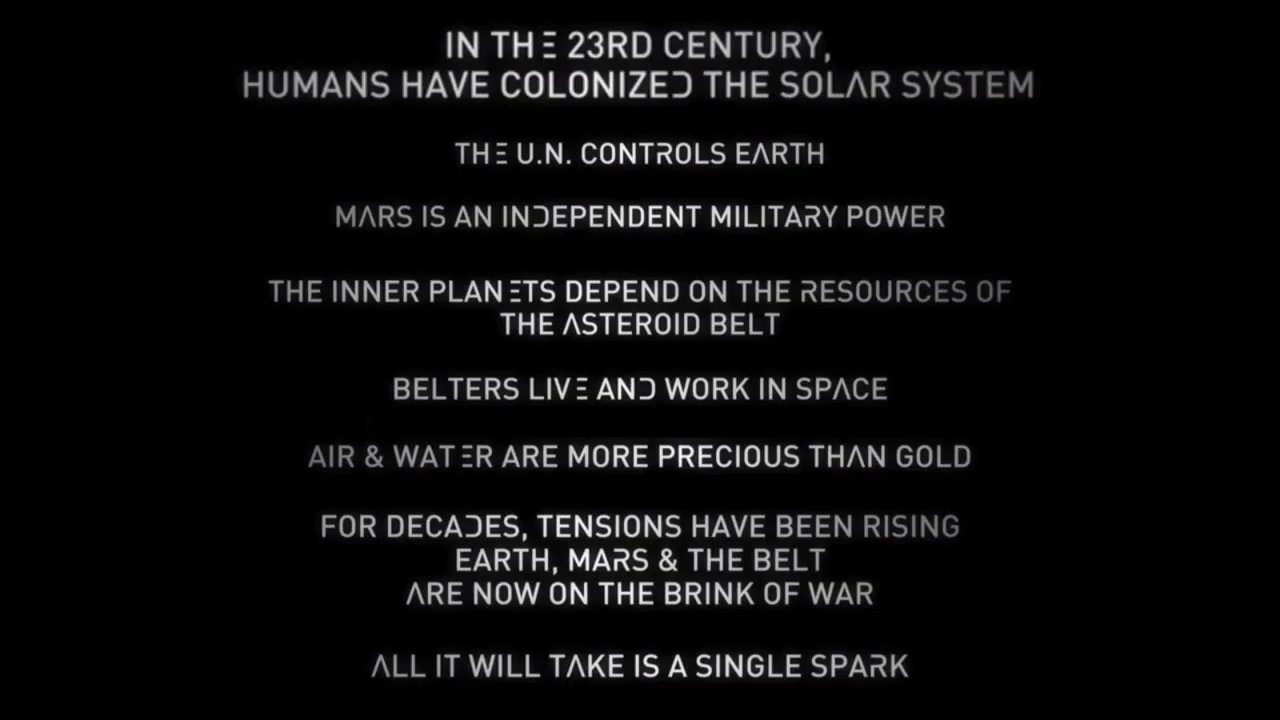 IN THE 23RD CENTURY,
HUMANS HAVE COLONIZED THE SOLAR SYSTEM
THE U.N. CONTROLS EARTH
MARS IS AN INDEPENDENT MILITARY POWER
THE INNER PLANETS DEPEND ON THE RESOURCES OF
THE ASTEROID BELT
BELTERS LIVE AND WORK IN SPACE
AIR & WATER ARE MORE PRECIOUS THAN GOLD
FOR DECADES, TENSIONS HAVE BEEN RISING
EARTH, MARS & THE BELT
ARE NOW ON THE BRINK OF WAR
ALL IT WILL TAKE IS A SINGLE SPARK